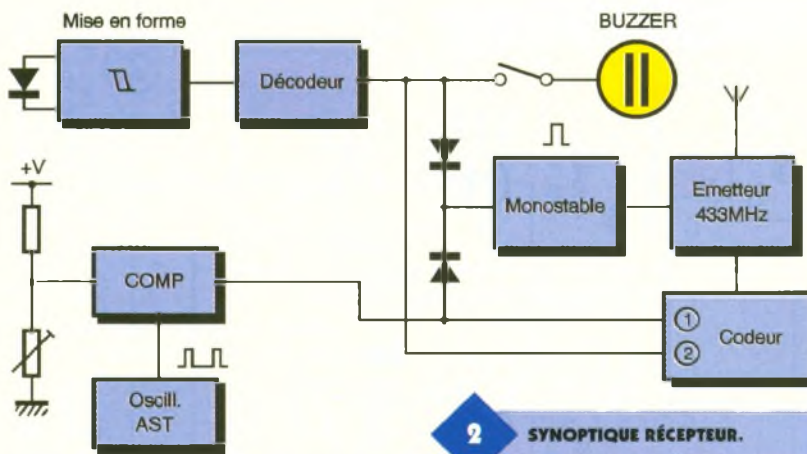 Mise en forme
BUZZER
Décodeur
+V
Monostable
Emetteur
433MHz
COMP
1
Codeur
2
Oscill.
AST
2 SYNOPTIQUE RÉCEPTEUR.